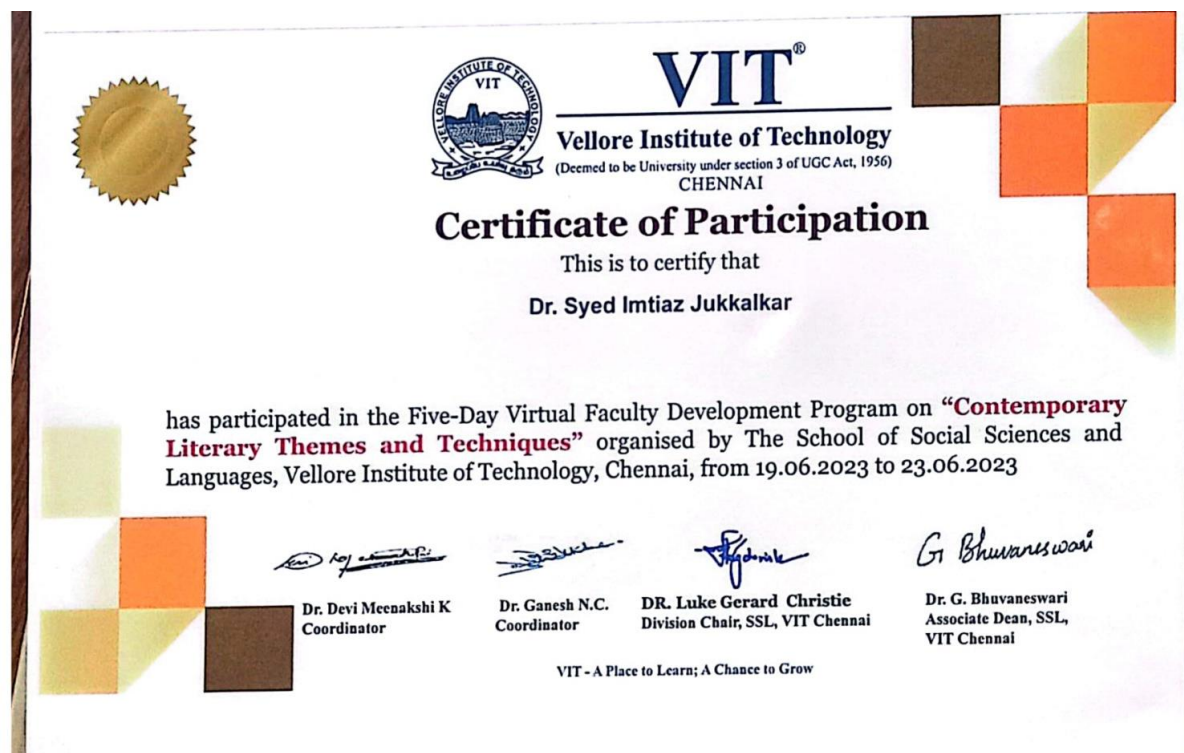 VELLORE INSTITUTE OF TECHNOLOGY
VIT
VIT®
Vellore Institute of Technology
(Deemed to be University under section 3 of UGC Act, 1956)
CHENNAI
Certificate of Participation
This is to certify that
Dr. Syed Imtiaz Jukkalkar
has participated in the Five-Day Virtual Faculty Development Program on “Contemporary
Literary Themes and Techniques” organised by The School of Social Sciences and
Languages, Vellore Institute of Technology, Chennai, from 19.06.2023 to 23.06.2023
G Bhuvaneswari
Dr. Devi Meenakshi K
Coordinator
Dr. Ganesh N.C.
Coordinator
DR. Luke Gerard Christie
Division Chair, SSL, VIT Chennai
Dr. G. Bhuvaneswari
Associate Dean, SSL,
VIT Chennai
VIT - A Place to Learn; A Chance to Grow